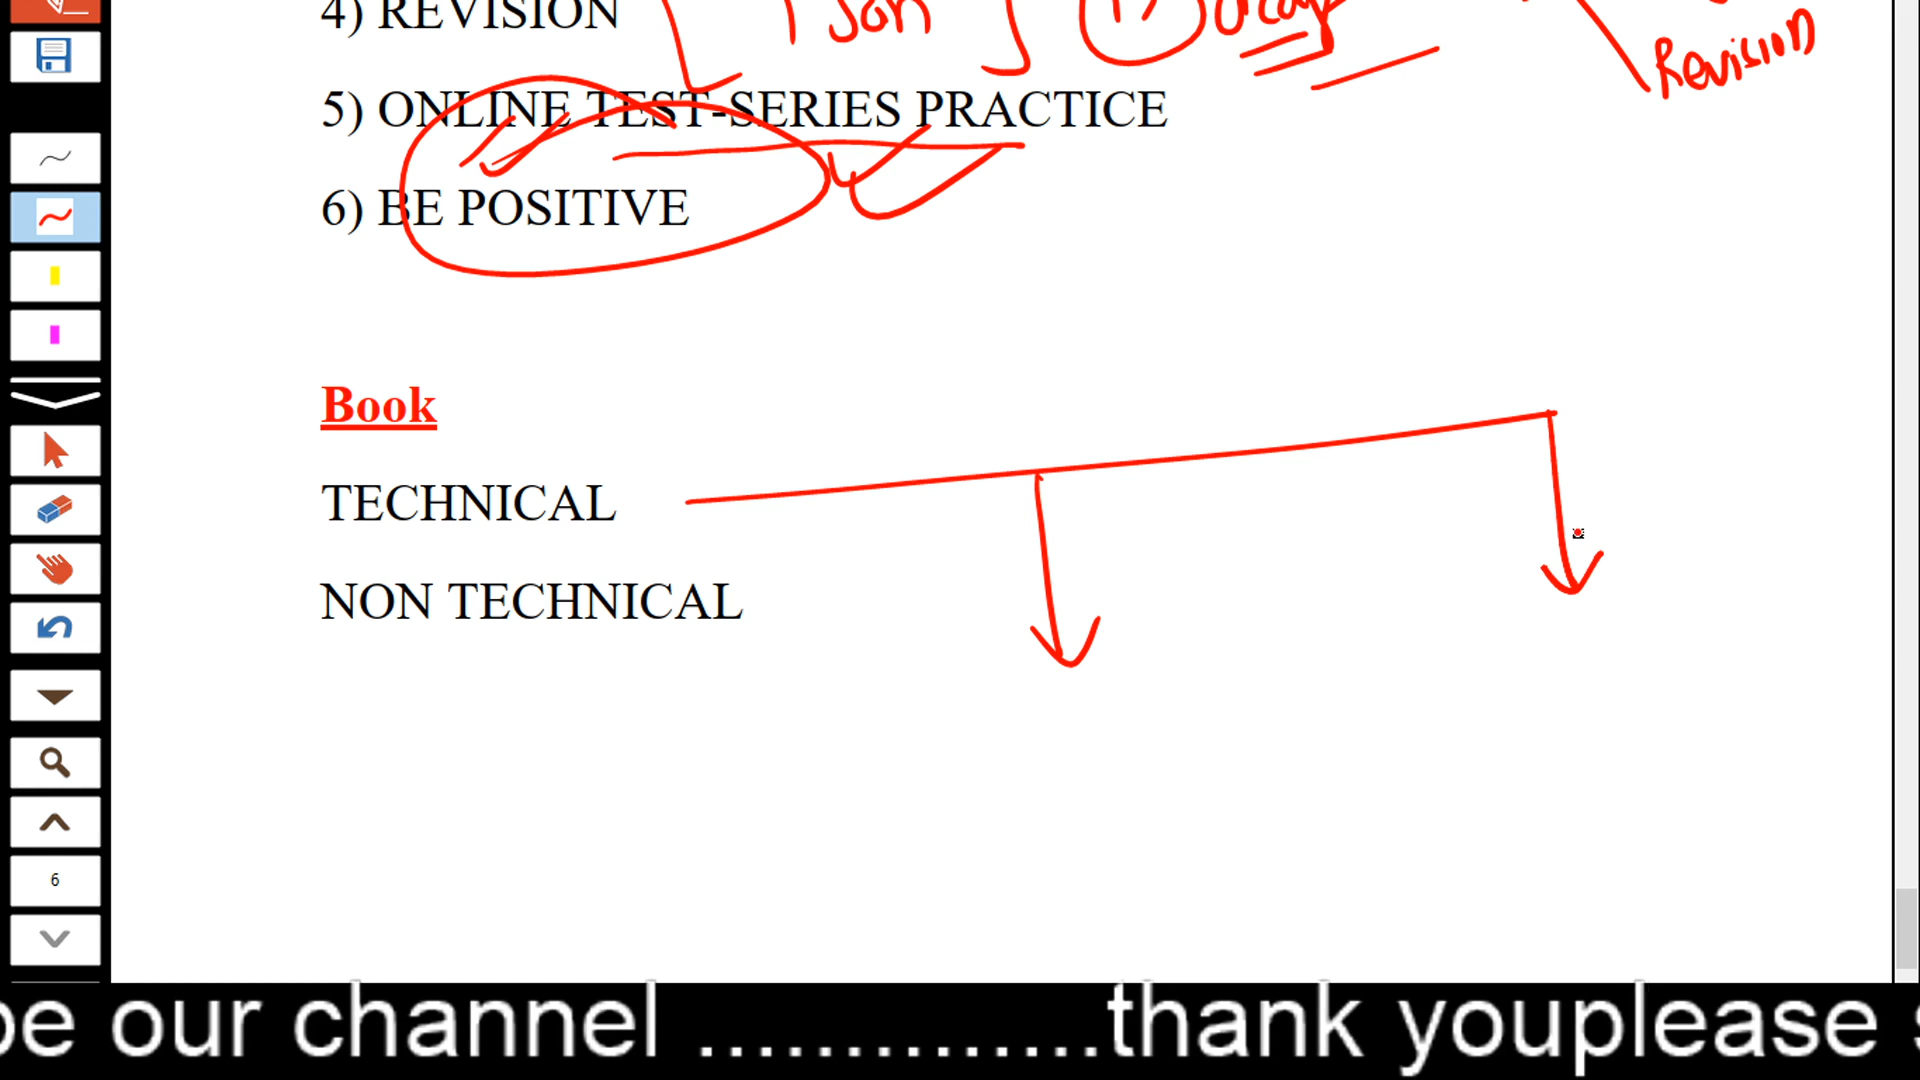 4) REVISION
Revision
5) ONLINE TEST-SERIES PRACTICE
6) BE POSITIVE
Book
TECHNICAL
NON TECHNICAL
6
be our channel ..............thank youplease s